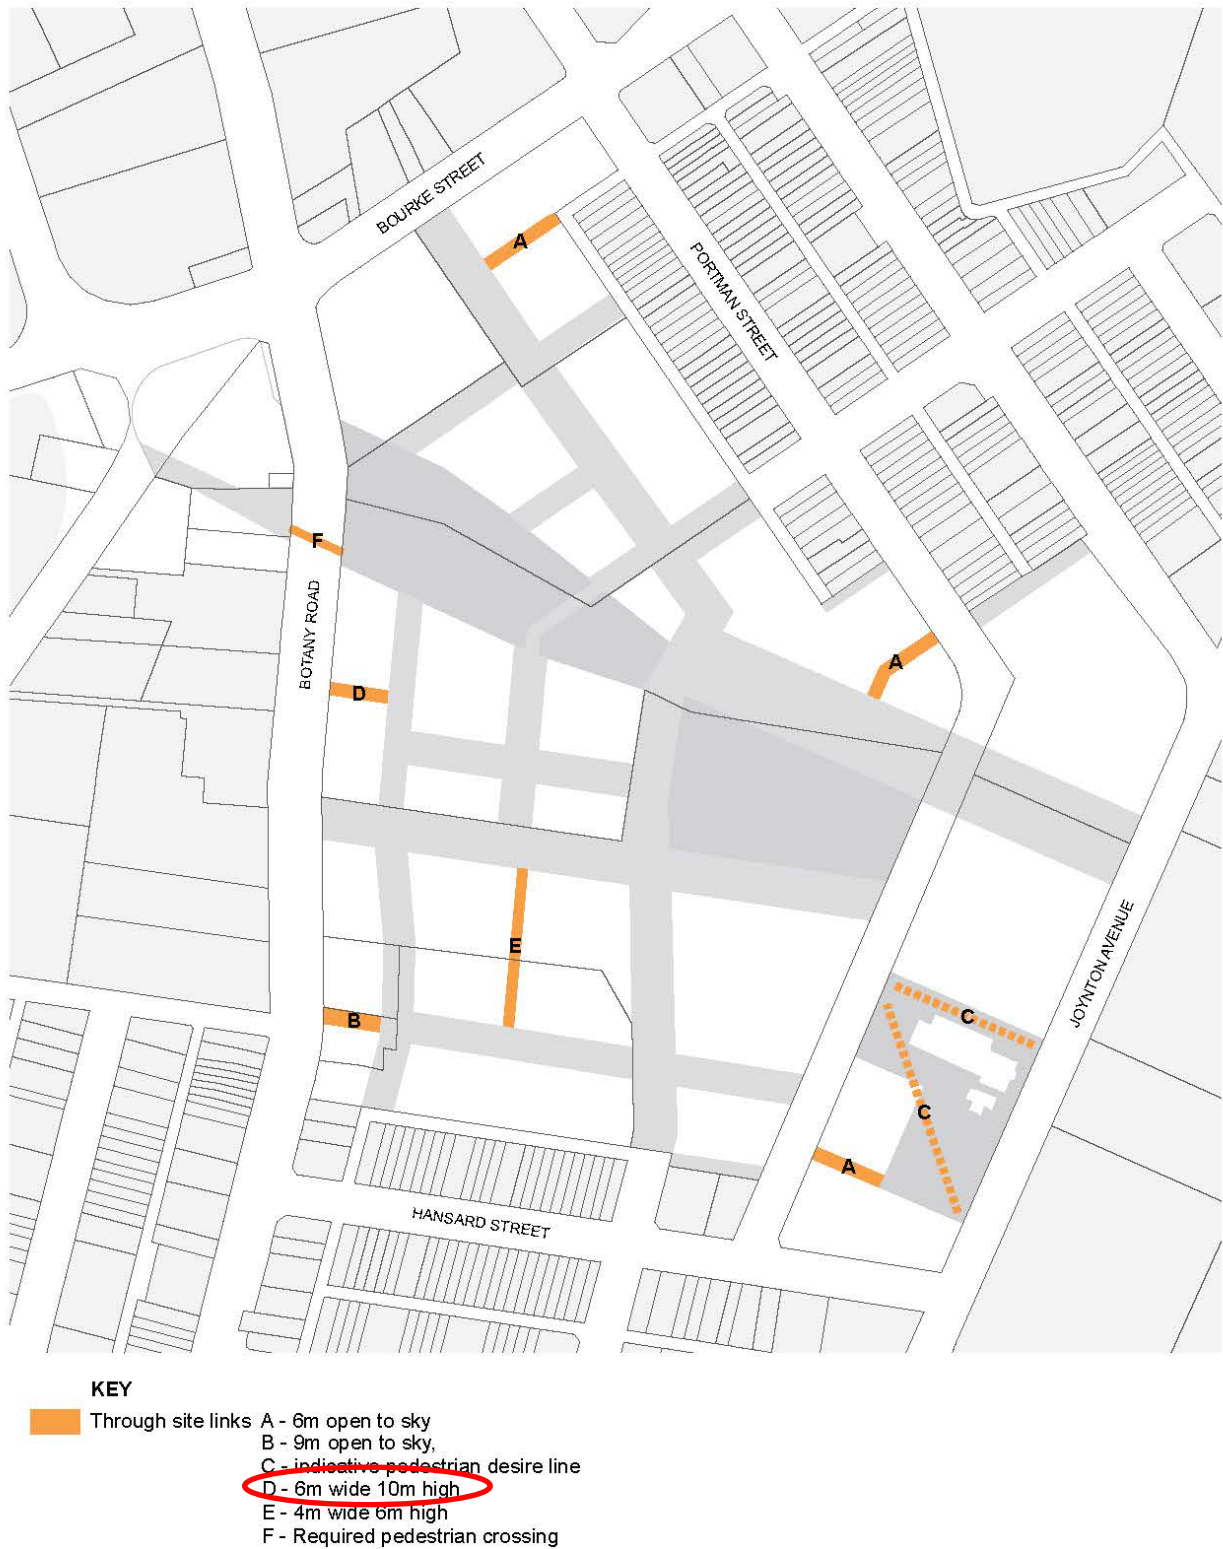 BOURKE STREET
A
PORTMAN STREET
F
BOTANY ROAD
A
D
E
JOYNTON AVENUE
B
C
C
A
HANSARD STREET
KEY
Through site links A - 6m open to sky
B - 9m open to sky,
C - indicative pedestrian desire line
D - 6m wide 10m high
E - 4m wide 6m high
F - Required pedestrian crossing